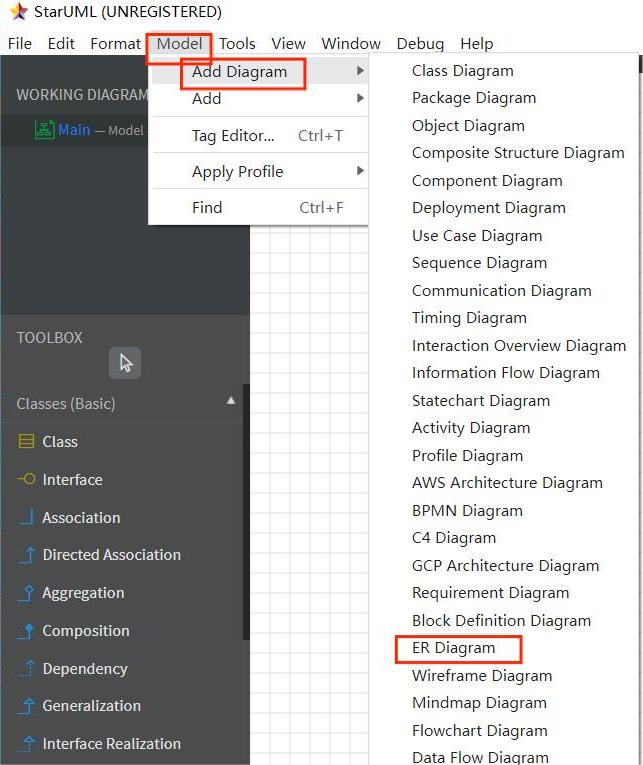 StarUML (UNREGISTERED)
File Edit Format Model Tools View Window Debug Help
WORKING DIAGRAM
Main — Model
Add Diagram
Add
Tag Editor... Ctrl+T
Apply Profile
Find Ctrl+F
Class Diagram
Package Diagram
Object Diagram
Composite Structure Diagram
Component Diagram
Deployment Diagram
Use Case Diagram
Sequence Diagram
Communication Diagram
Timing Diagram
Interaction Overview Diagram
Information Flow Diagram
Statechart Diagram
Activity Diagram
Profile Diagram
AWS Architecture Diagram
BPMN Diagram
C4 Diagram
GCP Architecture Diagram
Requirement Diagram
Block Definition Diagram
ER Diagram
Wireframe Diagram
Mindmap Diagram
Flowchart Diagram
Data Flow Diagram
TOOLBOX
Classes (Basic)
Class
Interface
Association
Directed Association
Aggregation
Composition
Dependency
Generalization
Interface Realization